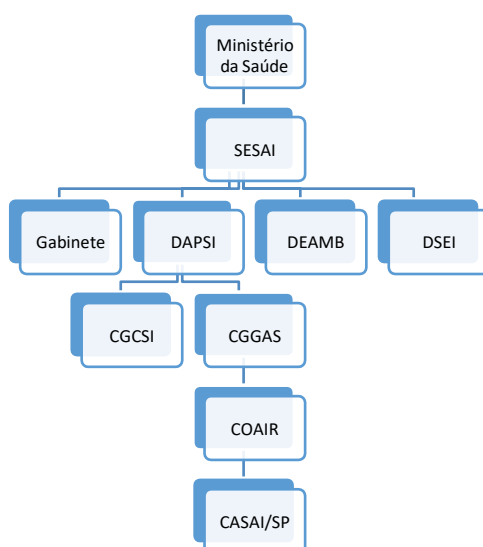 Ministério
da Saúde
SESAI
Gabinete
DAPSI
DEAMB
DSEI
CGCSI
CGGAS
COAIR
CASAI/SP